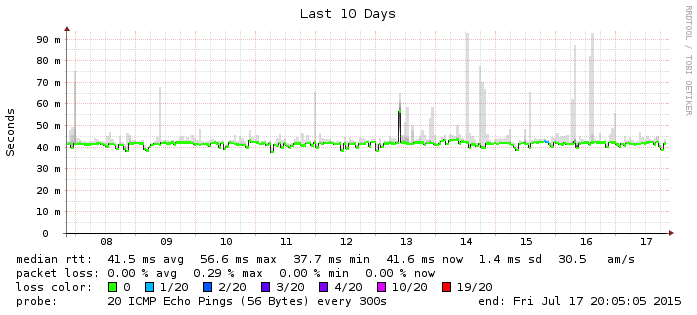 Last 10 Days
RRDTOOL / TOBI OETIKER
Seconds
90 m
80 m
70 m
60 m
50 m
40 m
30 m
20 m
10 m
0
08 09 10 11 12 13 14 15 16 17
median rtt: 41.5 ms avg 56.6 ms max 37.7 ms min 41.6 ms now 1.4 ms sd 30.5 am/s
packet loss: 0.00 % avg 0.29 % max 0.00 % min 0.00 % now
loss color: 0 1/20 2/20 3/20 4/20 10/20 19/20
probe: 20 ICMP Echo Pings (56 Bytes) every 300s end: Fri Jul 17 20:05:05 2015